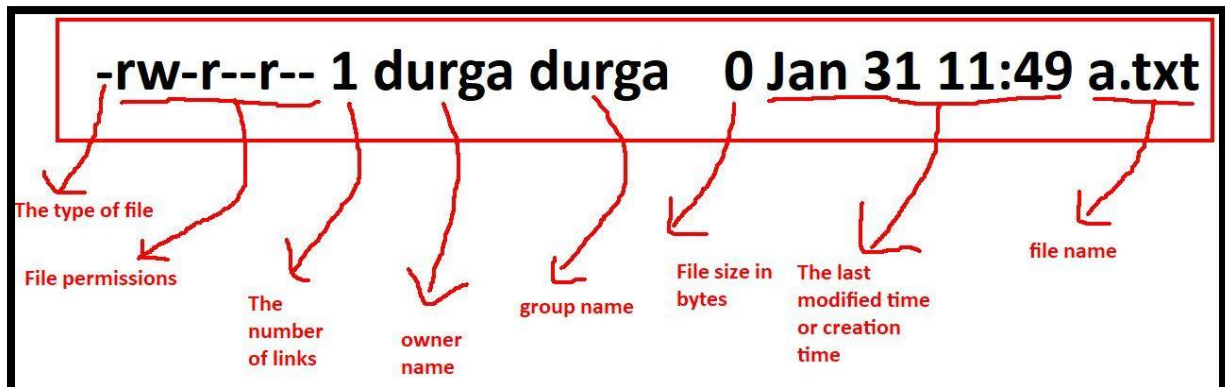 -rw-r--r-- 1 durga durga 0 Jan 31 11:49 a.txt
The type of file
File permissions
The
number
of links
owner
name
group name
File size in
bytes
The last
modified time
or creation
time
file name